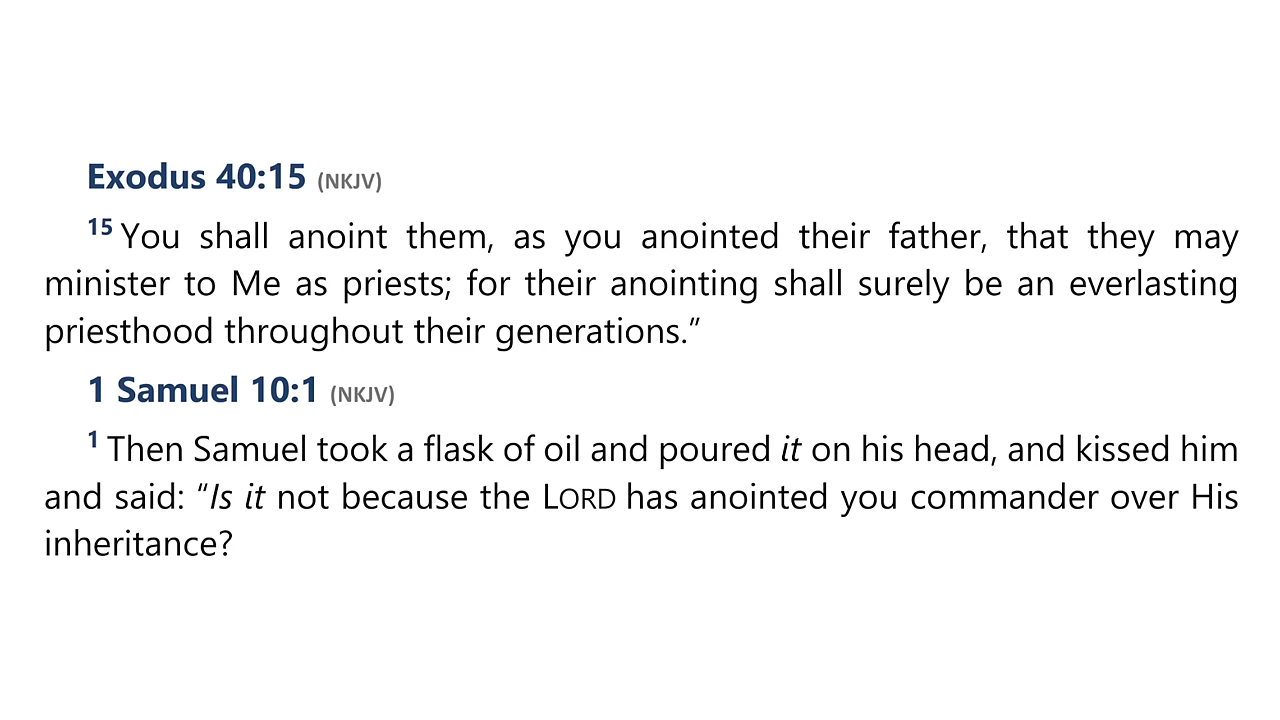 Exodus 40:15 (NKJV)
15 You shall anoint them, as you anointed their father, that they may
minister to Me as priests; for their anointing shall surely be an everlasting
priesthood throughout their generations.”
1 Samuel 10:1 (NKJV)
1 Then Samuel took a flask of oil and poured it on his head, and kissed him
and said: “Is it not because the LORD has anointed you commander over His
inheritance?